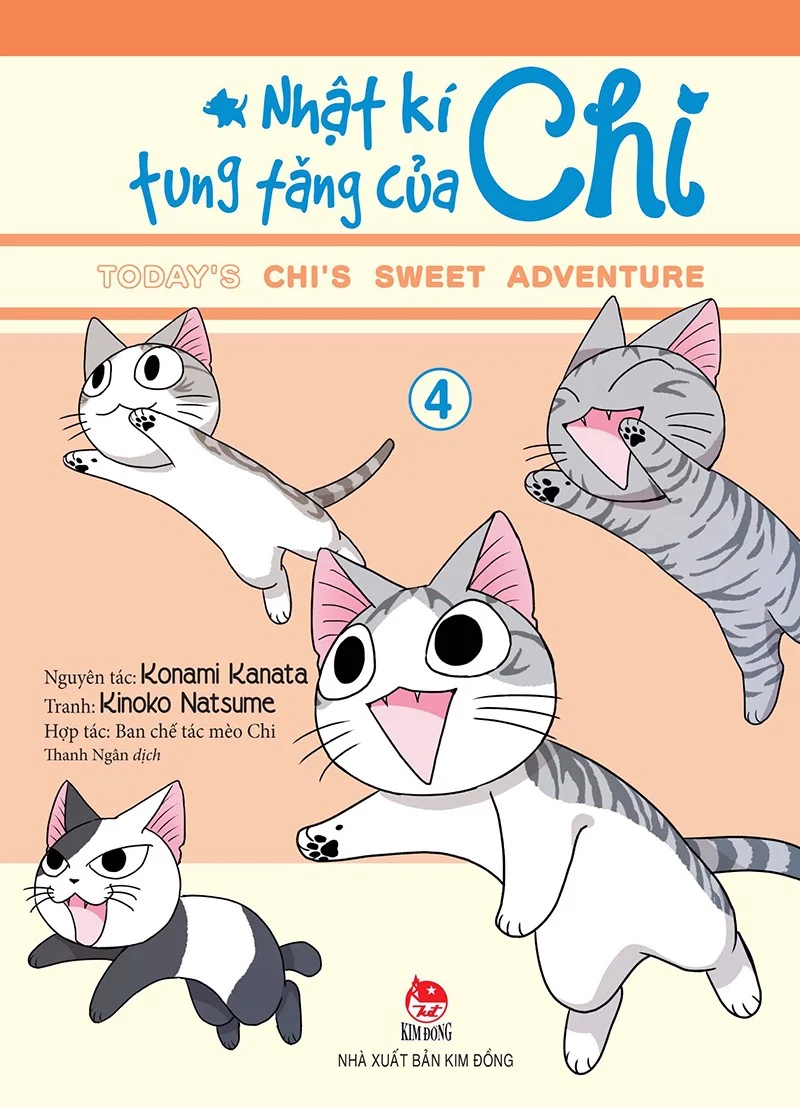 Nhật kí
tung tăng của Chi
TODAY'S CHI'S SWEET ADVENTURE
4
Nguyên tác: Konami Kanata
Tranh: Kinoko Natsume
Hợp tác: Ban chế tác mèo Chi
Thanh Ngân dịch
KIM ĐỒNG
NHÀ XUẤT BẢN KIM ĐỒNG